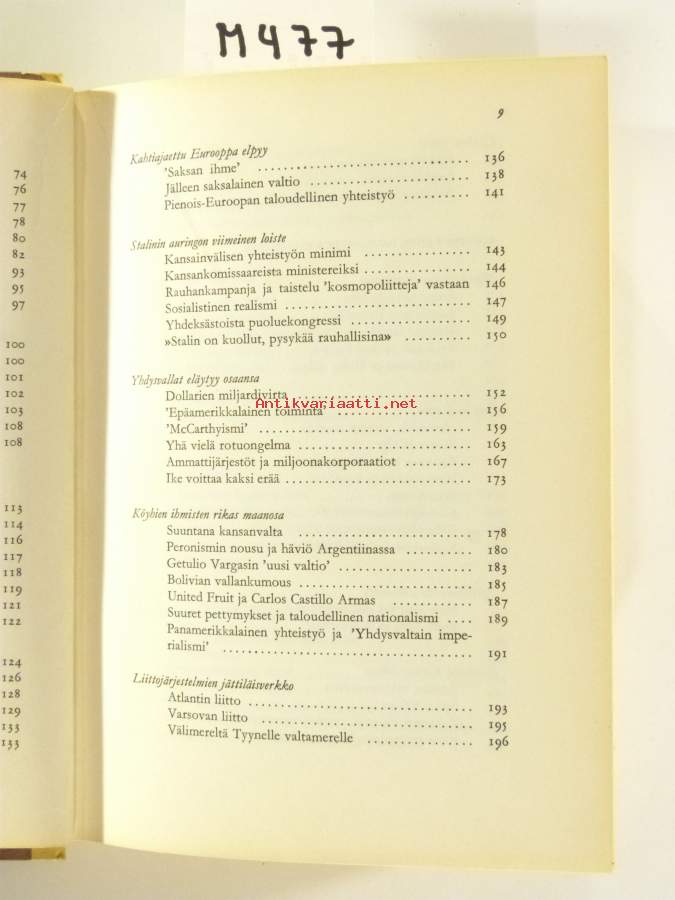 M477
74
76
77
78
80
82
93
95
97
100
100
101
102
103
108
108
113
114
116
117
118
119
121
122
124
126
128
129
133
133
9
Kahtiajaettu Eurooppa elpyy
'Saksan ihme' .............................. 136
Jälleen saksalainen valtio ...................... 138
Pienois-Euroopan taloudellinen yhteistyö .......... 141
Stalinin auringon viimeinen loiste
Kansainvälisen yhteistyön minimi ............... 143
Kansankomissaareista ministereiksi ............... 144
Rauhankampanja ja taistelu 'kosmopoliitteja' vastaan 146
Sosialistinen realismi ........................... 147
Yhdeksästoista puoluekongressi ................. 149
»Stalin on kuollut, pysykää rauhallisina» .......... 150
Yhdysvallat eläytyy osaansa
Dollarien miljardivirta .......................... 152
Antikvariaatti.net
'Epäamerikkalainen toiminta' .................... 156
'McCarthyismi' .............................. 159
Yhä vielä rotuongelma ........................ 163
Ammattijärjestöt ja miljoonakorporaatiot .......... 167
Ike voittaa kaksi erää .......................... 173
Köyhien ihmisten rikas maanosa
Suuntana kansanvalta .......................... 178
Peronismin nousu ja häviö Argentiinassa .......... 180
Getulio Vargasin 'uusi valtio' .................... 183
Bolivian vallankumous ......................... 185
United Fruit ja Carlos Castillo Armas ........... 187
Suuret pettymykset ja taloudellinen nationalismi .... 189
Panamerikkalainen yhteistyö ja 'Yhdysvaltain impe-
rialismi' .................................... 191
Liittojärjestelmien jättiläisverkko
Atlantin liitto ................................ 193
Varsovan liitto ............................... 195
Välimereltä Tyynelle valtamerelle ............... 196